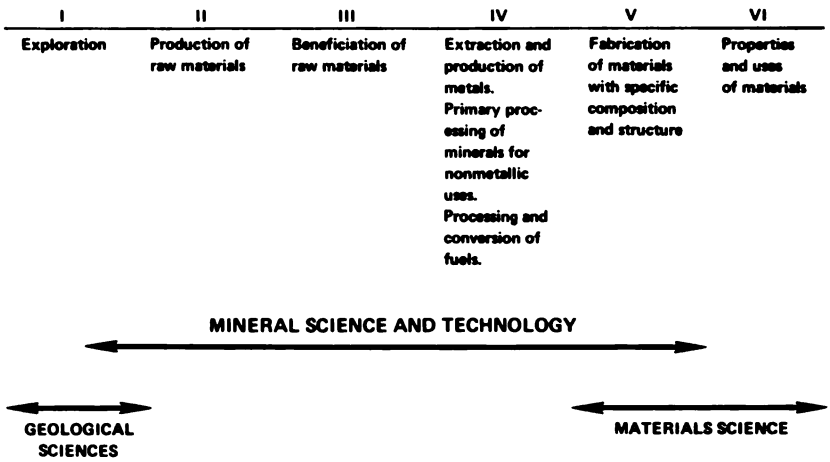 I II III IV V VI
Exploration
Production of
raw materials
Beneficiation of
raw materials
Extraction and
production of
metals.
Primary proc-
essing of
minerals for
nonmetallic
uses.
Processing and
conversion of
fuels.
Fabrication
of materials
with specific
composition
and structure
Properties
and uses
of materials
MINERAL SCIENCE AND TECHNOLOGY
GEOLOGICAL
SCIENCES
MATERIALS SCIENCE